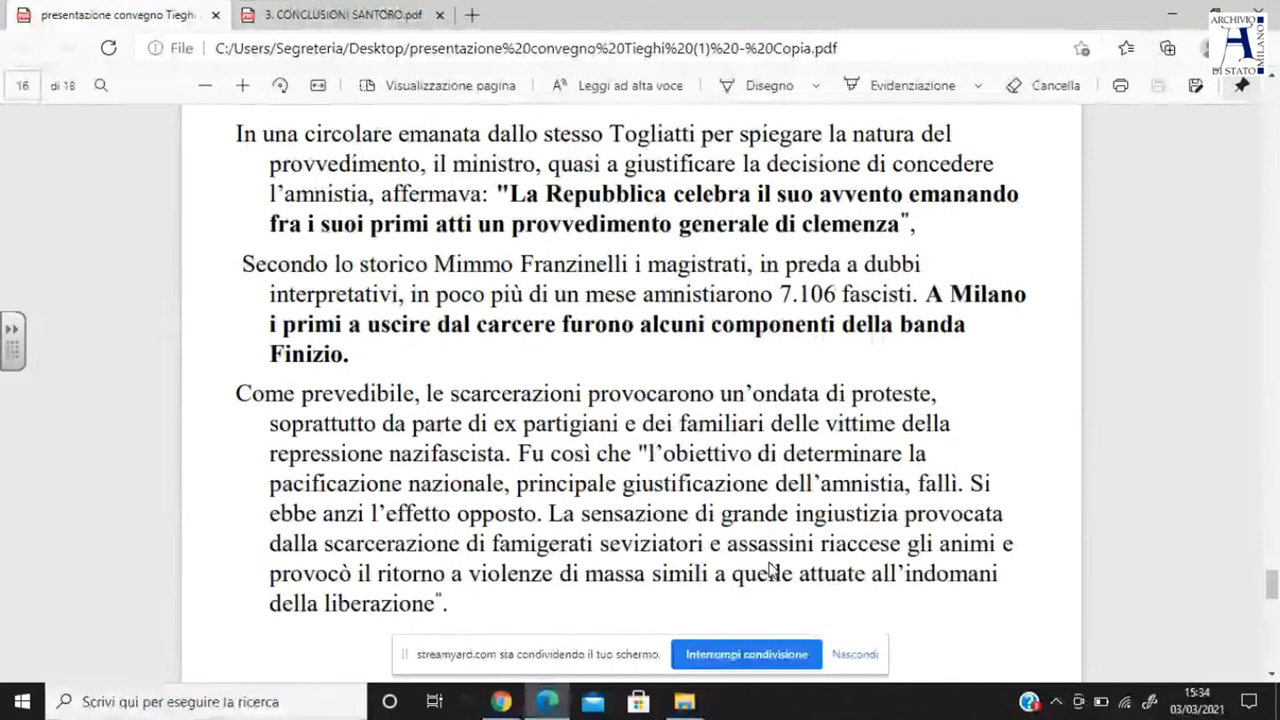 presentazione convegno Tiegh
3. CONCLUSIONI SANTORO.pdf
ARCHIVIO
DI STATO
MILANO
File
C:/Users/Segreteria/Desktop/presentazione%20convegno%20Tieghi%20(1)%20-%20Copia.pdf
16 di 18
Visualizzazione pagina
Leggi ad alta voce
Disegno
Evidenziazione
Cancella
In una circolare emanata dallo stesso Togliatti per spiegare la natura del
provvedimento, il ministro, quasi a giustificare la decisione di concedere
l’amnistia, affermava: "La Repubblica celebra il suo avvento emanando
fra i suoi primi atti un provvedimento generale di clemenza",
Secondo lo storico Mimmo Franzinelli i magistrati, in preda a dubbi
interpretativi, in poco più di un mese amnistiarono 7.106 fascisti. A Milano
i primi a uscire dal carcere furono alcuni componenti della banda
Finizio.
Come prevedibile, le scarcerazioni provocarono un’ondata di proteste,
soprattutto da parte di ex partigiani e dei familiari delle vittime della
repressione nazifascista. Fu così che "l’obiettivo di determinare la
pacificazione nazionale, principale giustificazione dell’amnistia, fallì. Si
ebbe anzi l’effetto opposto. La sensazione di grande ingiustizia provocata
dalla scarcerazione di famigerati seviziatori e assassini riaccese gli animi e
provocò il ritorno a violenze di massa simili a quelle attuate all’indomani
della liberazione".
streamyard.com sta condividendo il tuo schermo.
Interrompi condivisione
Nascondi
Scrivi qui per eseguire la ricerca
15:34
03/03/2021